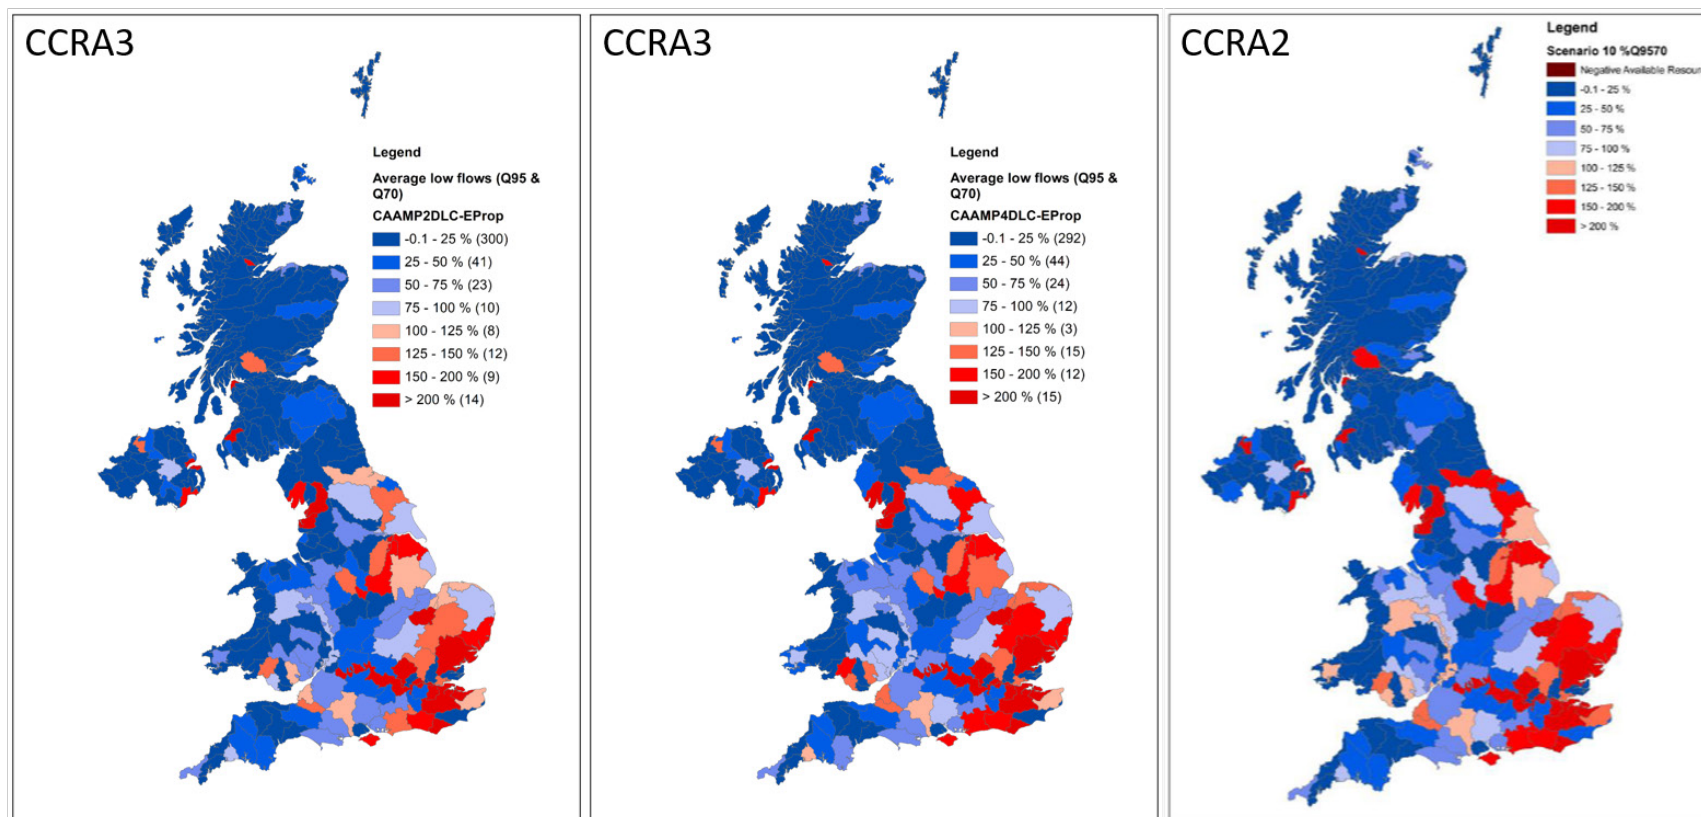 CCRA3
Legend
Average low flows (Q95 &
Q70)
CAAMP2DLC-EProp
-0.1 - 25 % (300)
25 - 50 % (41)
50 - 75 % (23)
75 - 100 % (10)
100 - 125 % (8)
125 - 150 % (12)
150 - 200 % (9)
> 200 % (14)
CCRA3
Legend
Average low flows (Q95 &
Q70)
CAAMP4DLC-EProp
-0.1 - 25 % (292)
25 - 50 % (44)
50 - 75 % (24)
75 - 100 % (12)
100 - 125 % (3)
125 - 150 % (15)
150 - 200 % (12)
> 200 % (15)
CCRA2
Legend
Scenario 10 %Q9570
Negative Available Resour
-0.1 - 25 %
25 - 50 %
50 - 75 %
75 - 100 %
100 - 125 %
125 - 150 %
150 - 200 %
> 200 %